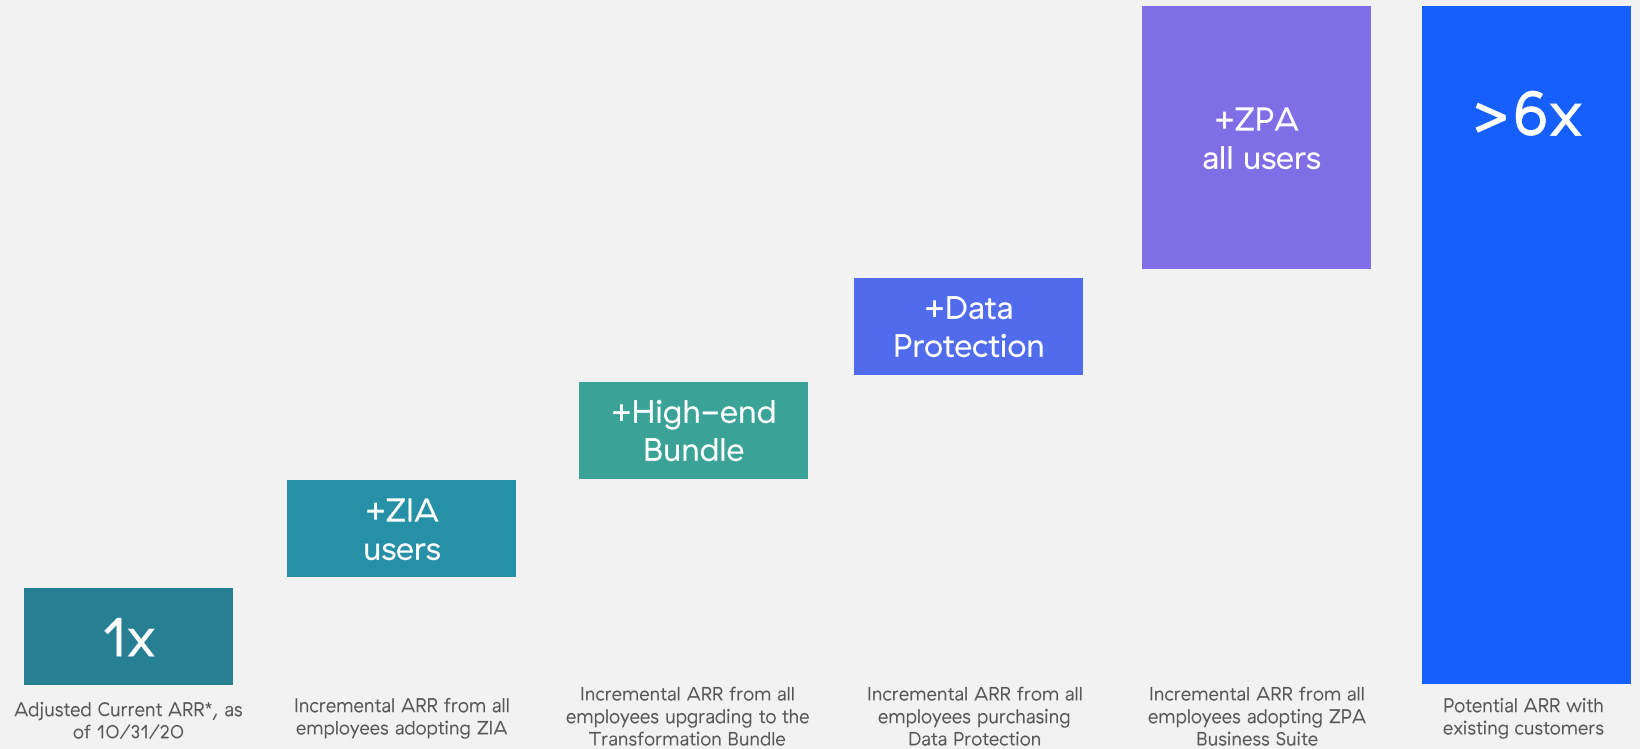 1x
Adjusted Current ARR*, as
of 10/31/20
+ZIA
users
Incremental ARR from all
employees adopting ZIA
+High-end
Bundle
Incremental ARR from all
employees upgrading to the
Transformation Bundle
+Data
Protection
Incremental ARR from all
employees purchasing
Data Protection
+ZPA
all users
Incremental ARR from all
employees adopting ZPA
Business Suite
>6x
Potential ARR with
existing customers